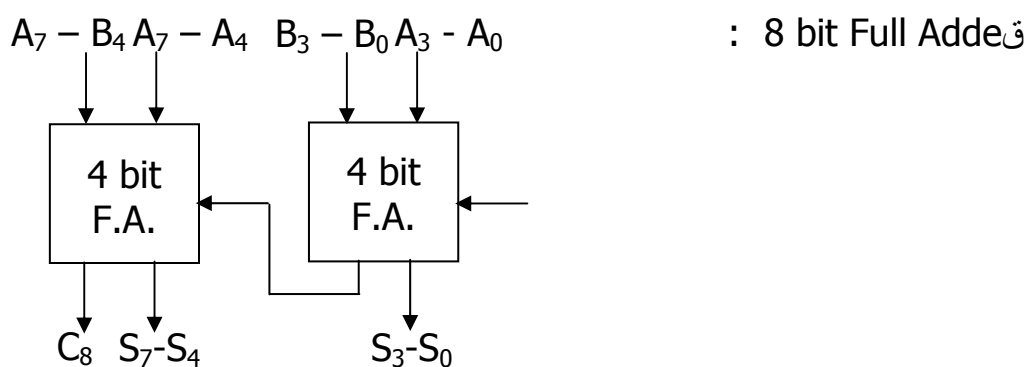 A₇ – B₄ A₇ – A₄ B₃ – B₀ A₃ - A₀ : 8 bit Full Addeق
4 bit
F.A.
4 bit
F.A.
C₈ S₇-S₄ S₃-S₀